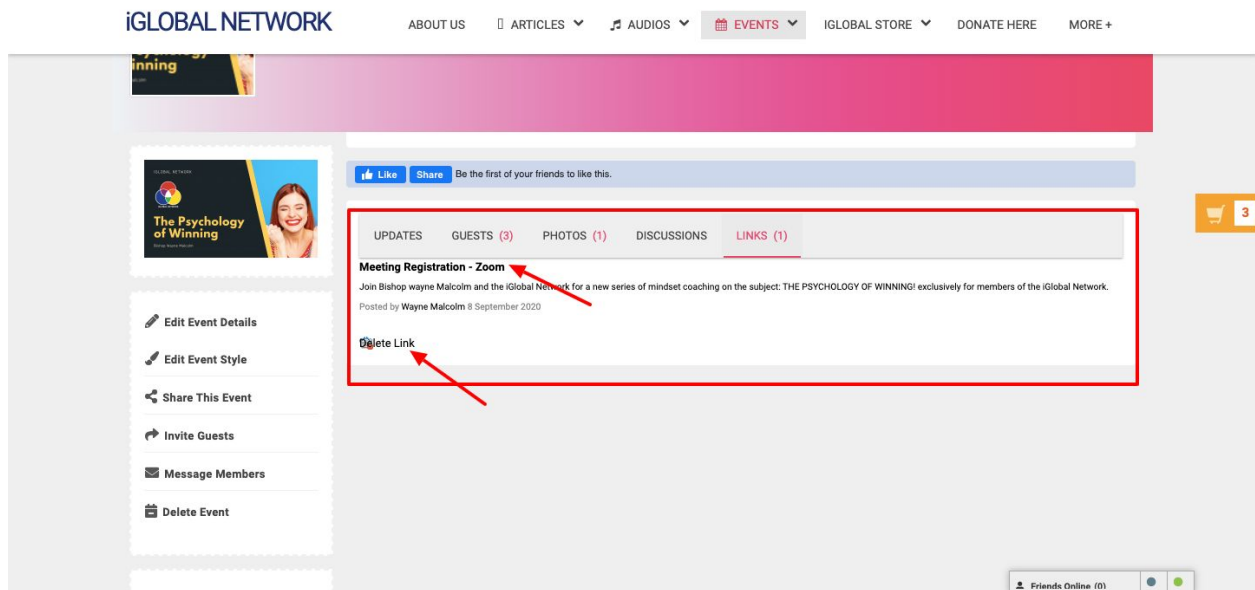 iGLOBAL NETWORK
ABOUT US ARTICLES AUDIOS EVENTS IGLOBAL STORE DONATE HERE MORE +
inning
3
IGLOBAL NETWORK
The Psychology
of Winning
Bishop Wayne Malcolm
Like Share Be the first of your friends to like this.
UPDATES GUESTS (3) PHOTOS (1) DISCUSSIONS LINKS (1)
Meeting Registration - Zoom
Join Bishop wayne Malcolm and the iGlobal Network for a new series of mindset coaching on the subject: THE PSYCHOLOGY OF WINNING! exclusively for members of the iGlobal Network.
Posted by Wayne Malcolm 8 September 2020
Delete Link
Edit Event Details
Edit Event Style
Share This Event
Invite Guests
Message Members
Delete Event
Friends Online (0)